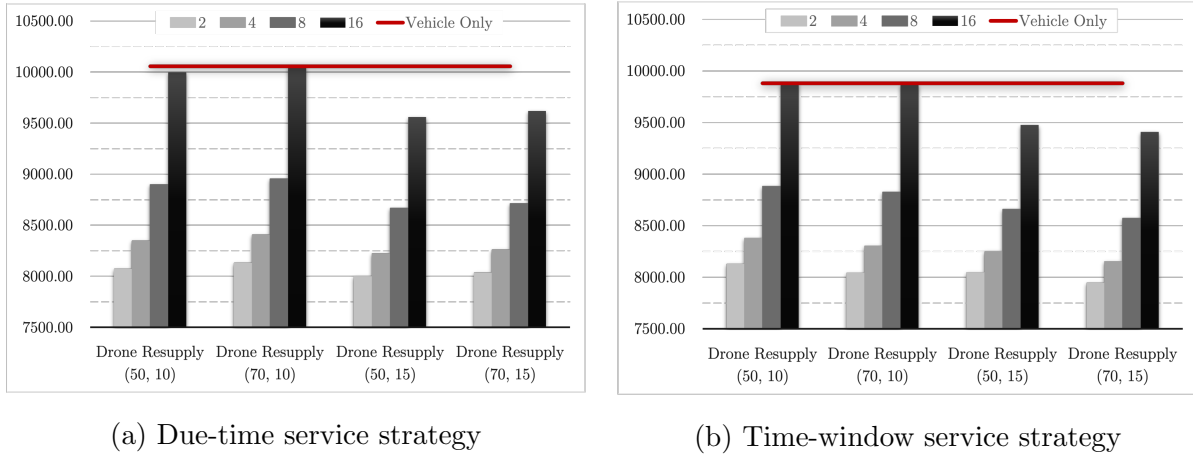 2 4 8 16 Vehicle Only
10500.00
10000.00
9500.00
9000.00
8500.00
8000.00
7500.00
Drone Resupply Drone Resupply Drone Resupply Drone Resupply
(50, 10) (70, 10) (50, 15) (70, 15)
(a) Due-time service strategy
2 4 8 16 Vehicle Only
10500.00
10000.00
9500.00
9000.00
8500.00
8000.00
7500.00
Drone Resupply Drone Resupply Drone Resupply Drone Resupply
(50, 10) (70, 10) (50, 15) (70, 15)
(b) Time-window service strategy